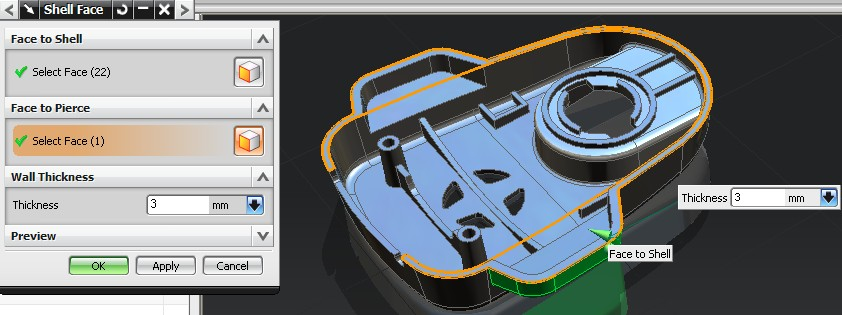 Shell Face
Face to Shell
Select Face (22)
Face to Pierce
Select Face (1)
Wall Thickness
Thickness 3 mm
Preview
OK Apply Cancel
Thickness 3 mm
Face to Shell